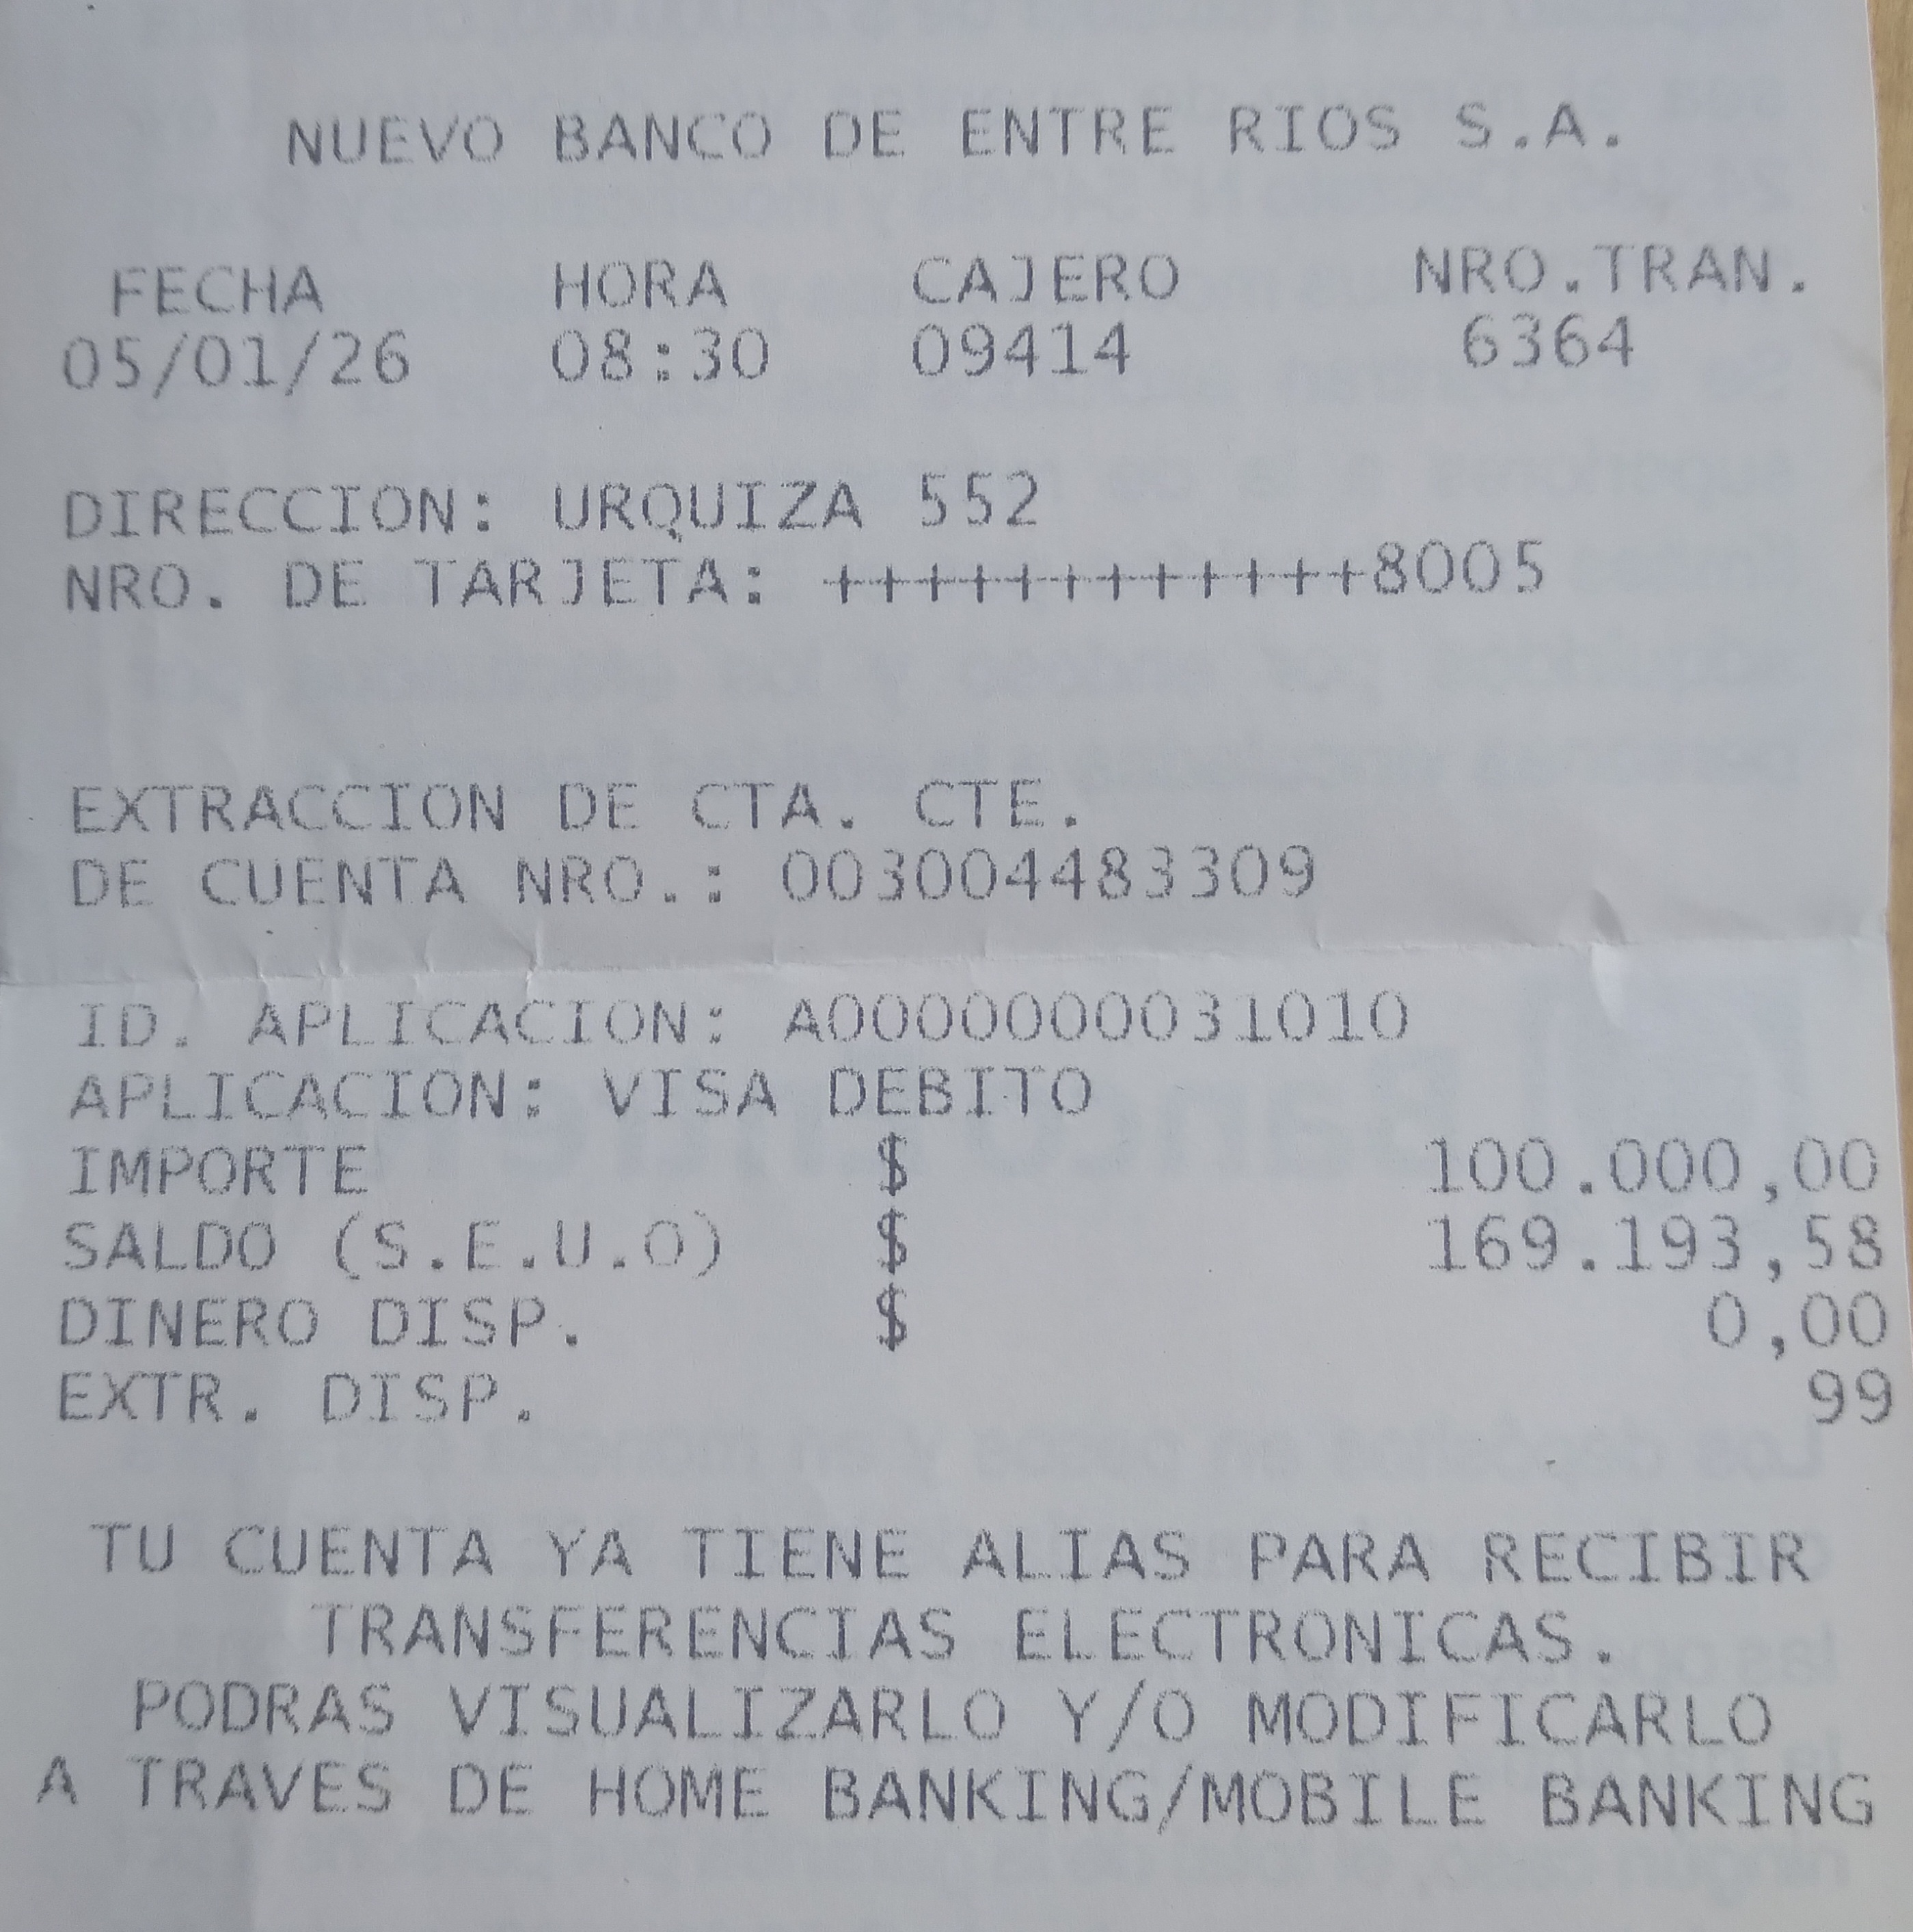 NUEVO BANCO DE ENTRE RIOS S.A.
FECHA HORA CAJERO NRO.TRAN.
05/01/26 08:30 09414 6364
DIRECCION: URQUIZA 552
NRO. DE TARJETA: ++++++++++++8005
EXTRACCION DE CTA. CTE.
DE CUENTA NRO.: 003004483309
ID. APLICACION: A0000000031010
APLICACION: VISA DEBITO
IMPORTE $ 100.000,00
SALDO (S.E.U.O) $ 169.193,58
DINERO DISP. $ 0,00
EXTR. DISP. 99
TU CUENTA YA TIENE ALIAS PARA RECIBIR
TRANSFERENCIAS ELECTRONICAS.
PODRAS VISUALIZARLO Y/O MODIFICARLO
A TRAVES DE HOME BANKING/MOBILE BANKING